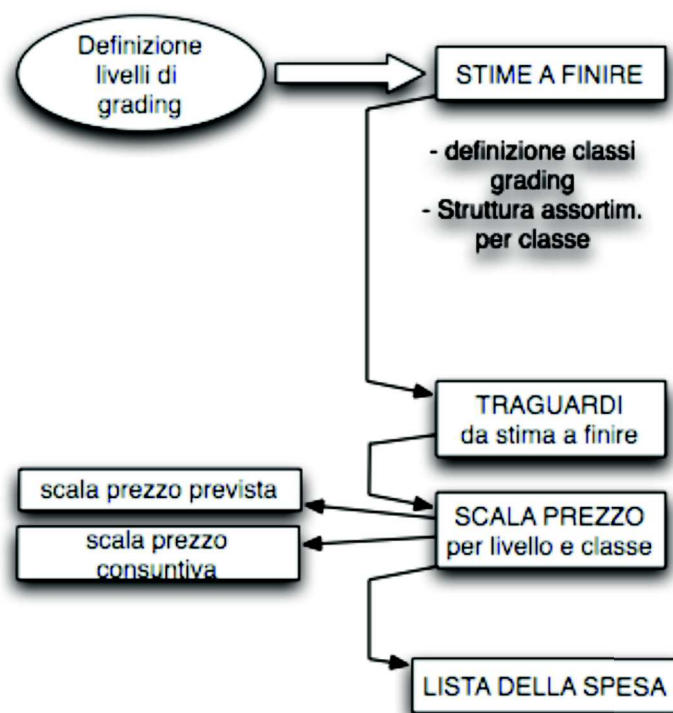 Definizione
livelli di
grading
STIME A FINIRE
- definizione classi
grading
- Struttura assortim.
per classe
TRAGUARDI
da stima a finire
scala prezzo prevista
SCALA PREZZO
per livello e classe
scala prezzo
consuntiva
LISTA DELLA SPESA